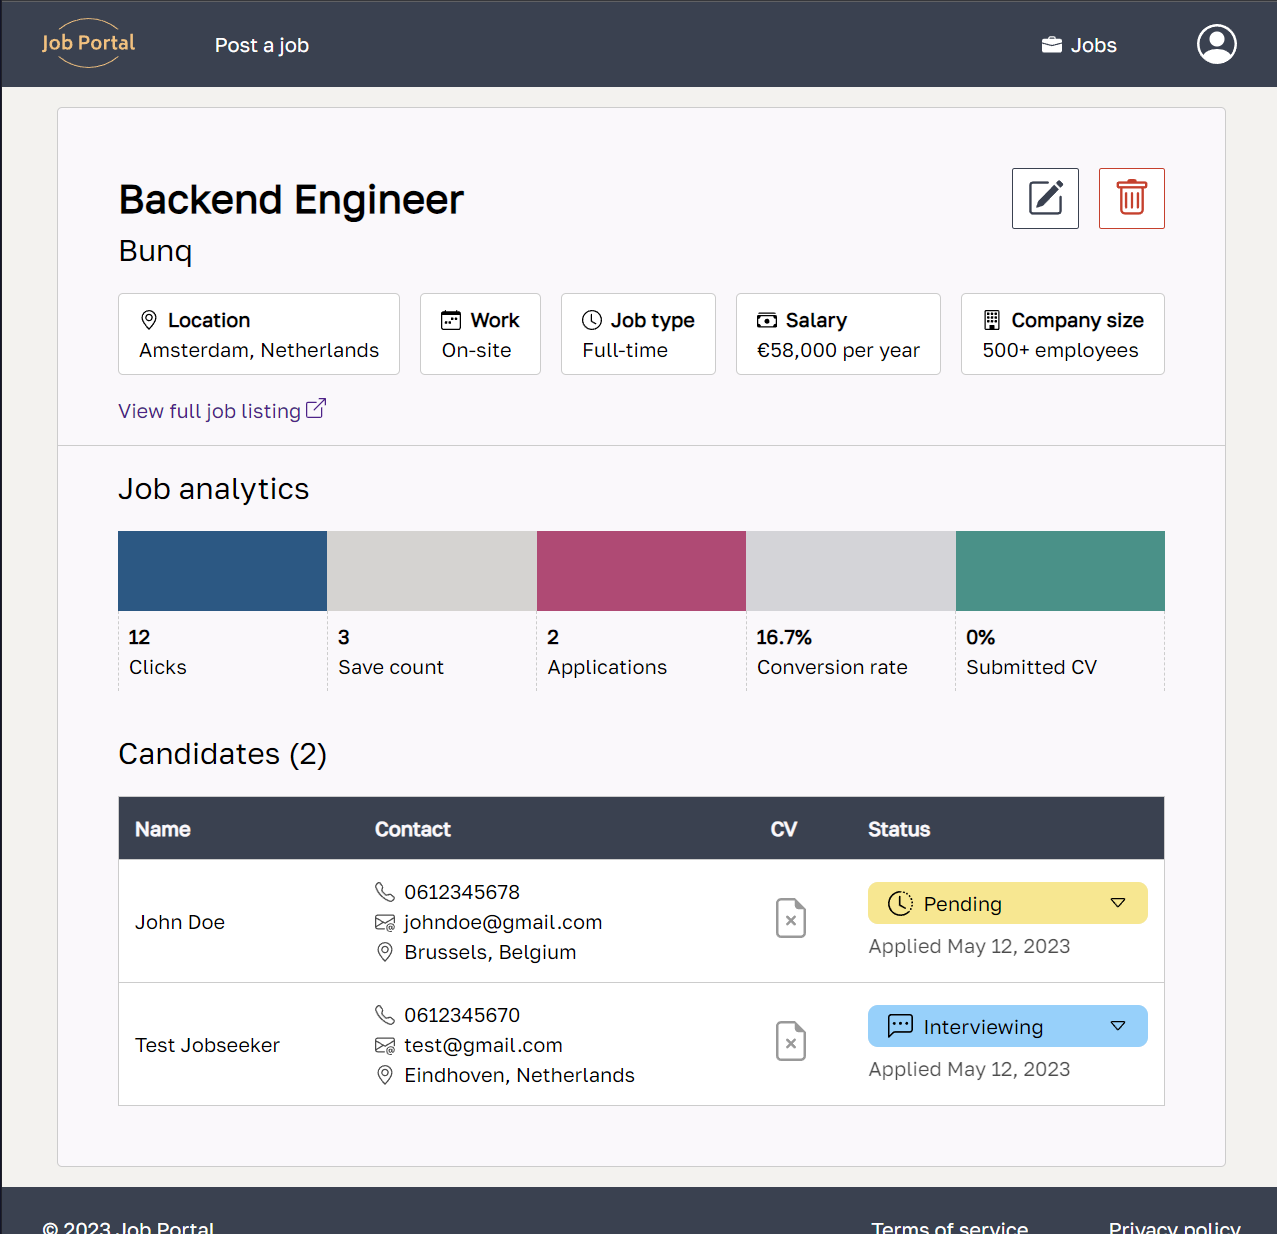 Job Portal
Post a job
Jobs
Backend Engineer
Bunq
Location
Amsterdam, Netherlands
Work
On-site
Job type
Full-time
Salary
€58,000 per year
Company size
500+ employees
View full job listing
Job analytics
12
Clicks
3
Save count
2
Applications
16.7%
Conversion rate
0%
Submitted CV
Candidates (2)
Name Contact CV Status
John Doe
0612345678
johndoe@gmail.com
Brussels, Belgium
Pending
Applied May 12, 2023
Test Jobseeker
0612345670
test@gmail.com
Eindhoven, Netherlands
Interviewing
Applied May 12, 2023
© 2023 Job Portal
Terms of service
Privacy policy